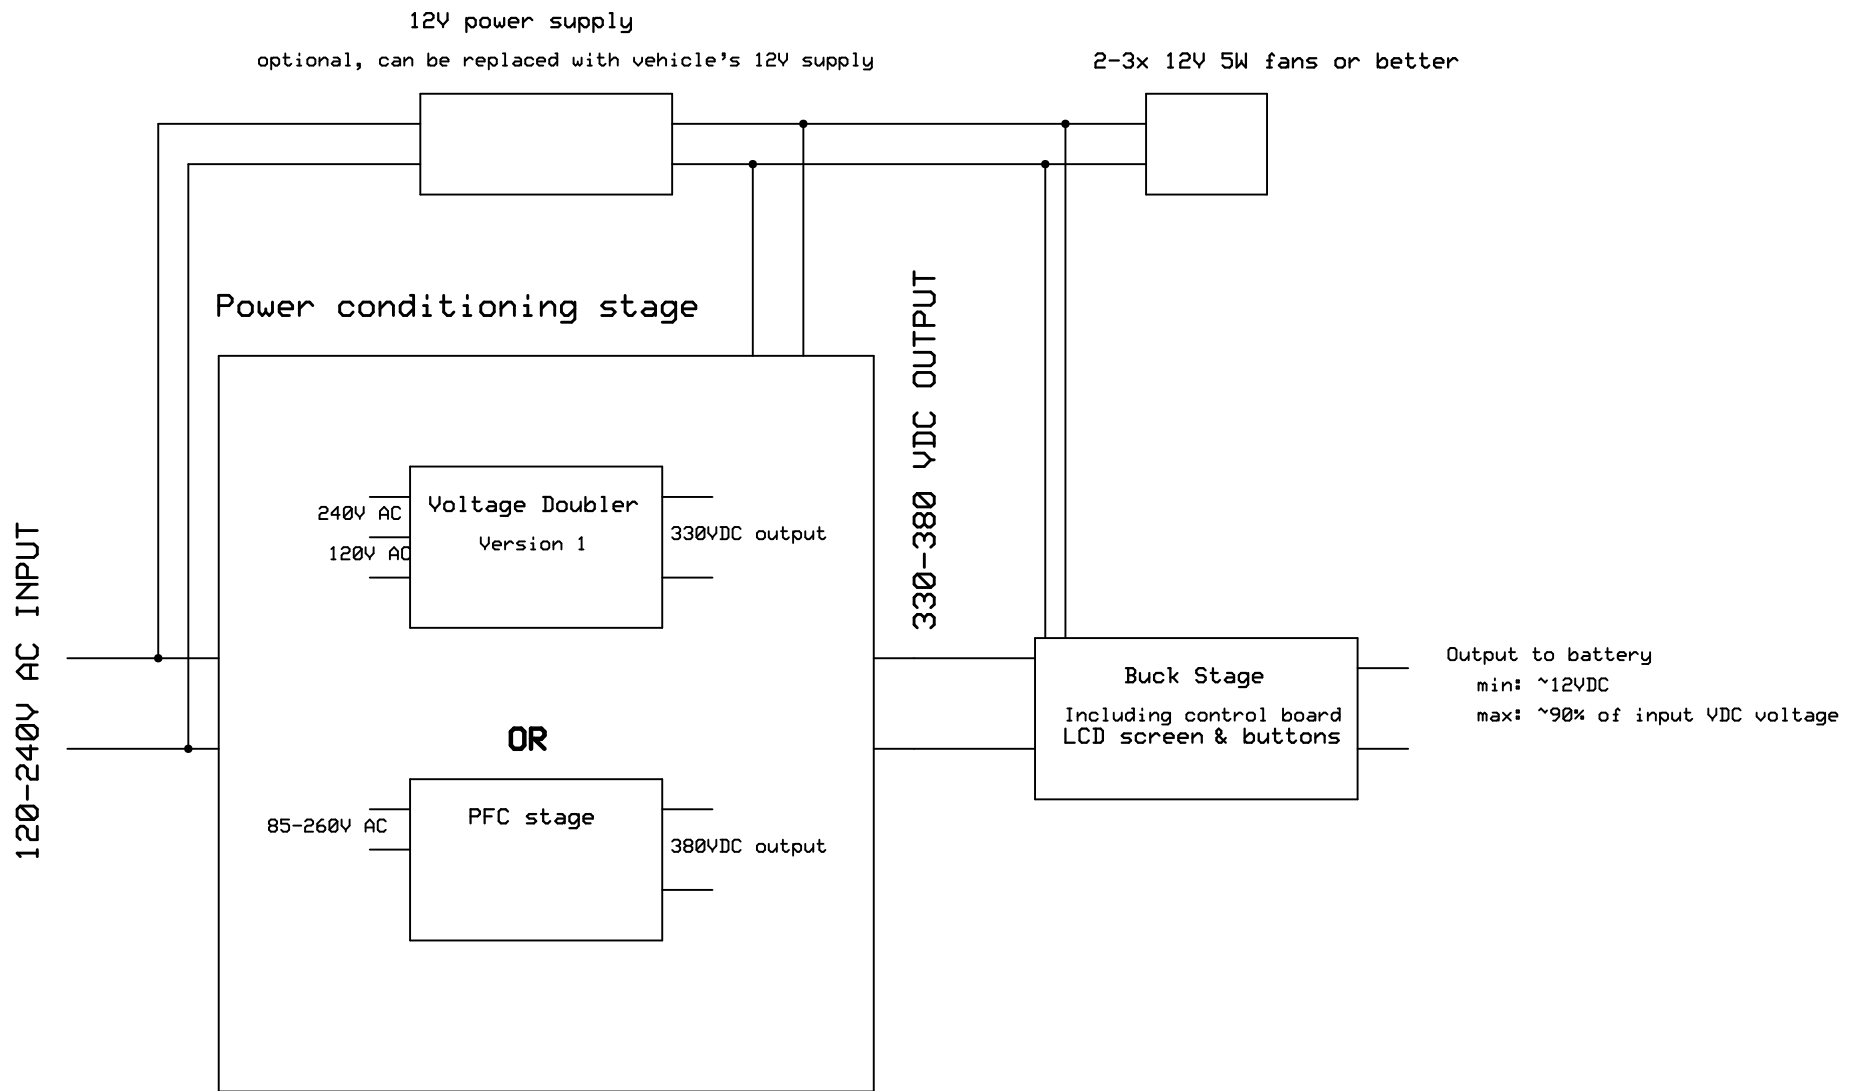 12V power supply
optional, can be replaced with vehicle's 12V supply
2-3x 12V 5W fans or better
Power conditioning stage
330-380 VDC OUTPUT
120-240V AC INPUT
240V AC
120V AC
Voltage Doubler
Version 1
330VDC output
OR
85-260V AC
PFC stage
380VDC output
Buck Stage
Including control board
LCD screen & buttons
Output to battery
min: ~12VDC
max: ~90% of input VDC voltage